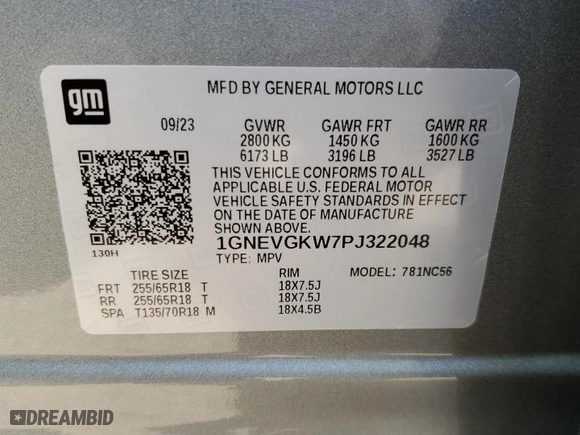 gm
MFD BY GENERAL MOTORS LLC
09/23 GVWR GAWR FRT GAWR RR
2800 KG 1450 KG 1600 KG
6173 LB 3196 LB 3527 LB
THIS VEHICLE CONFORMS TO ALL
APPLICABLE U.S. FEDERAL MOTOR
VEHICLE SAFETY STANDARDS IN EFFECT
ON THE DATE OF MANUFACTURE
SHOWN ABOVE.
1GNEVGKW7PJ322048
130H
TYPE: MPV
TIRE SIZE RIM MODEL: 781NC56
FRT 255/65R18 T 18X7.5J
RR 255/65R18 T 18X7.5J
SPA T135/70R18 M 18X4.5B
DREAMBID